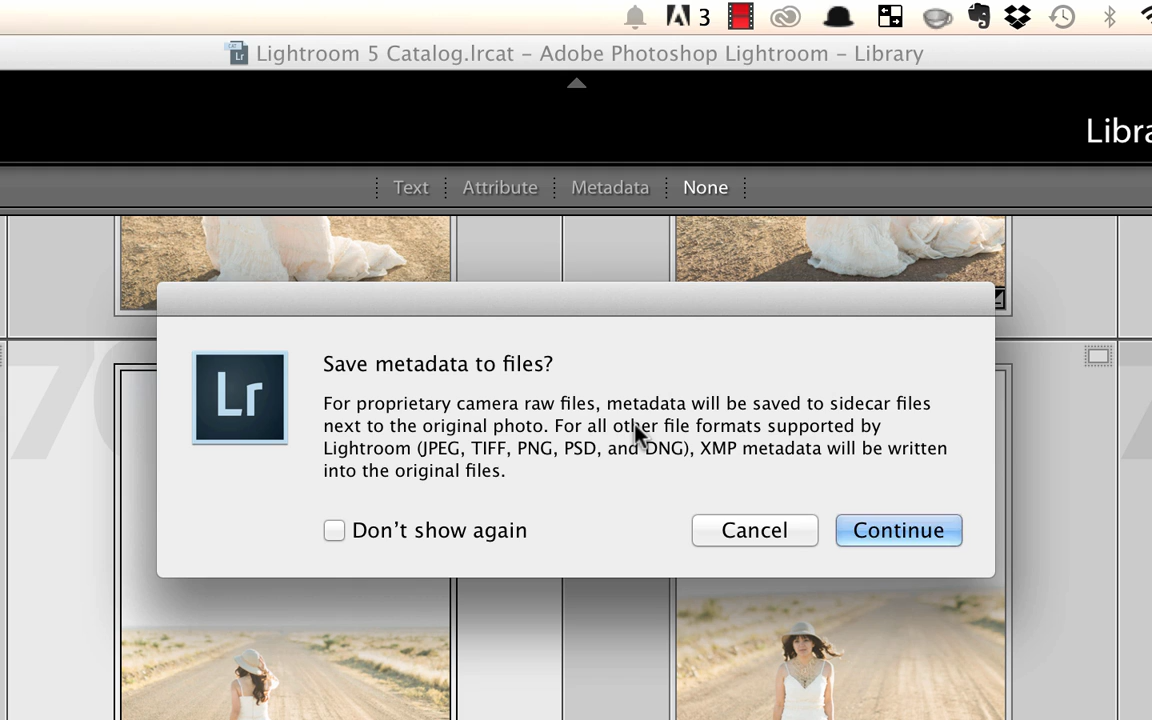 3
Lightroom 5 Catalog.lrcat – Adobe Photoshop Lightroom – Library
Text Attribute Metadata None
Save metadata to files?
Lr
For proprietary camera raw files, metadata will be saved to sidecar files
next to the original photo. For all other file formats supported by
Lightroom (JPEG, TIFF, PNG, PSD, and DNG), XMP metadata will be written
into the original files.
Don't show again
Cancel
Continue